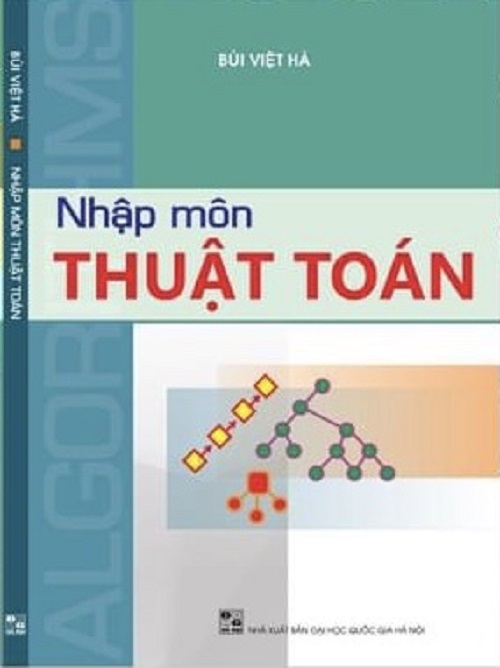 BÙI VIỆT HÀ
Nhập môn
THUẬT TOÁN
NHÀ XUẤT BẢN ĐẠI HỌC QUỐC GIA HÀ NỘI
BÙI VIỆT HÀ
NHẬP MÔN THUẬT TOÁN
ALGORITHMS